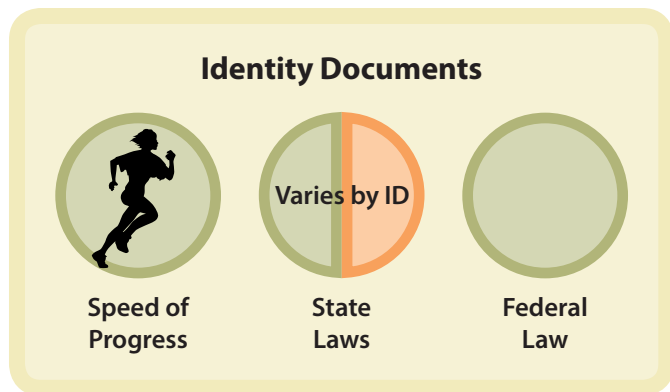 Identity Documents
Varies by ID
Speed of
Progress
State
Laws
Federal
Law